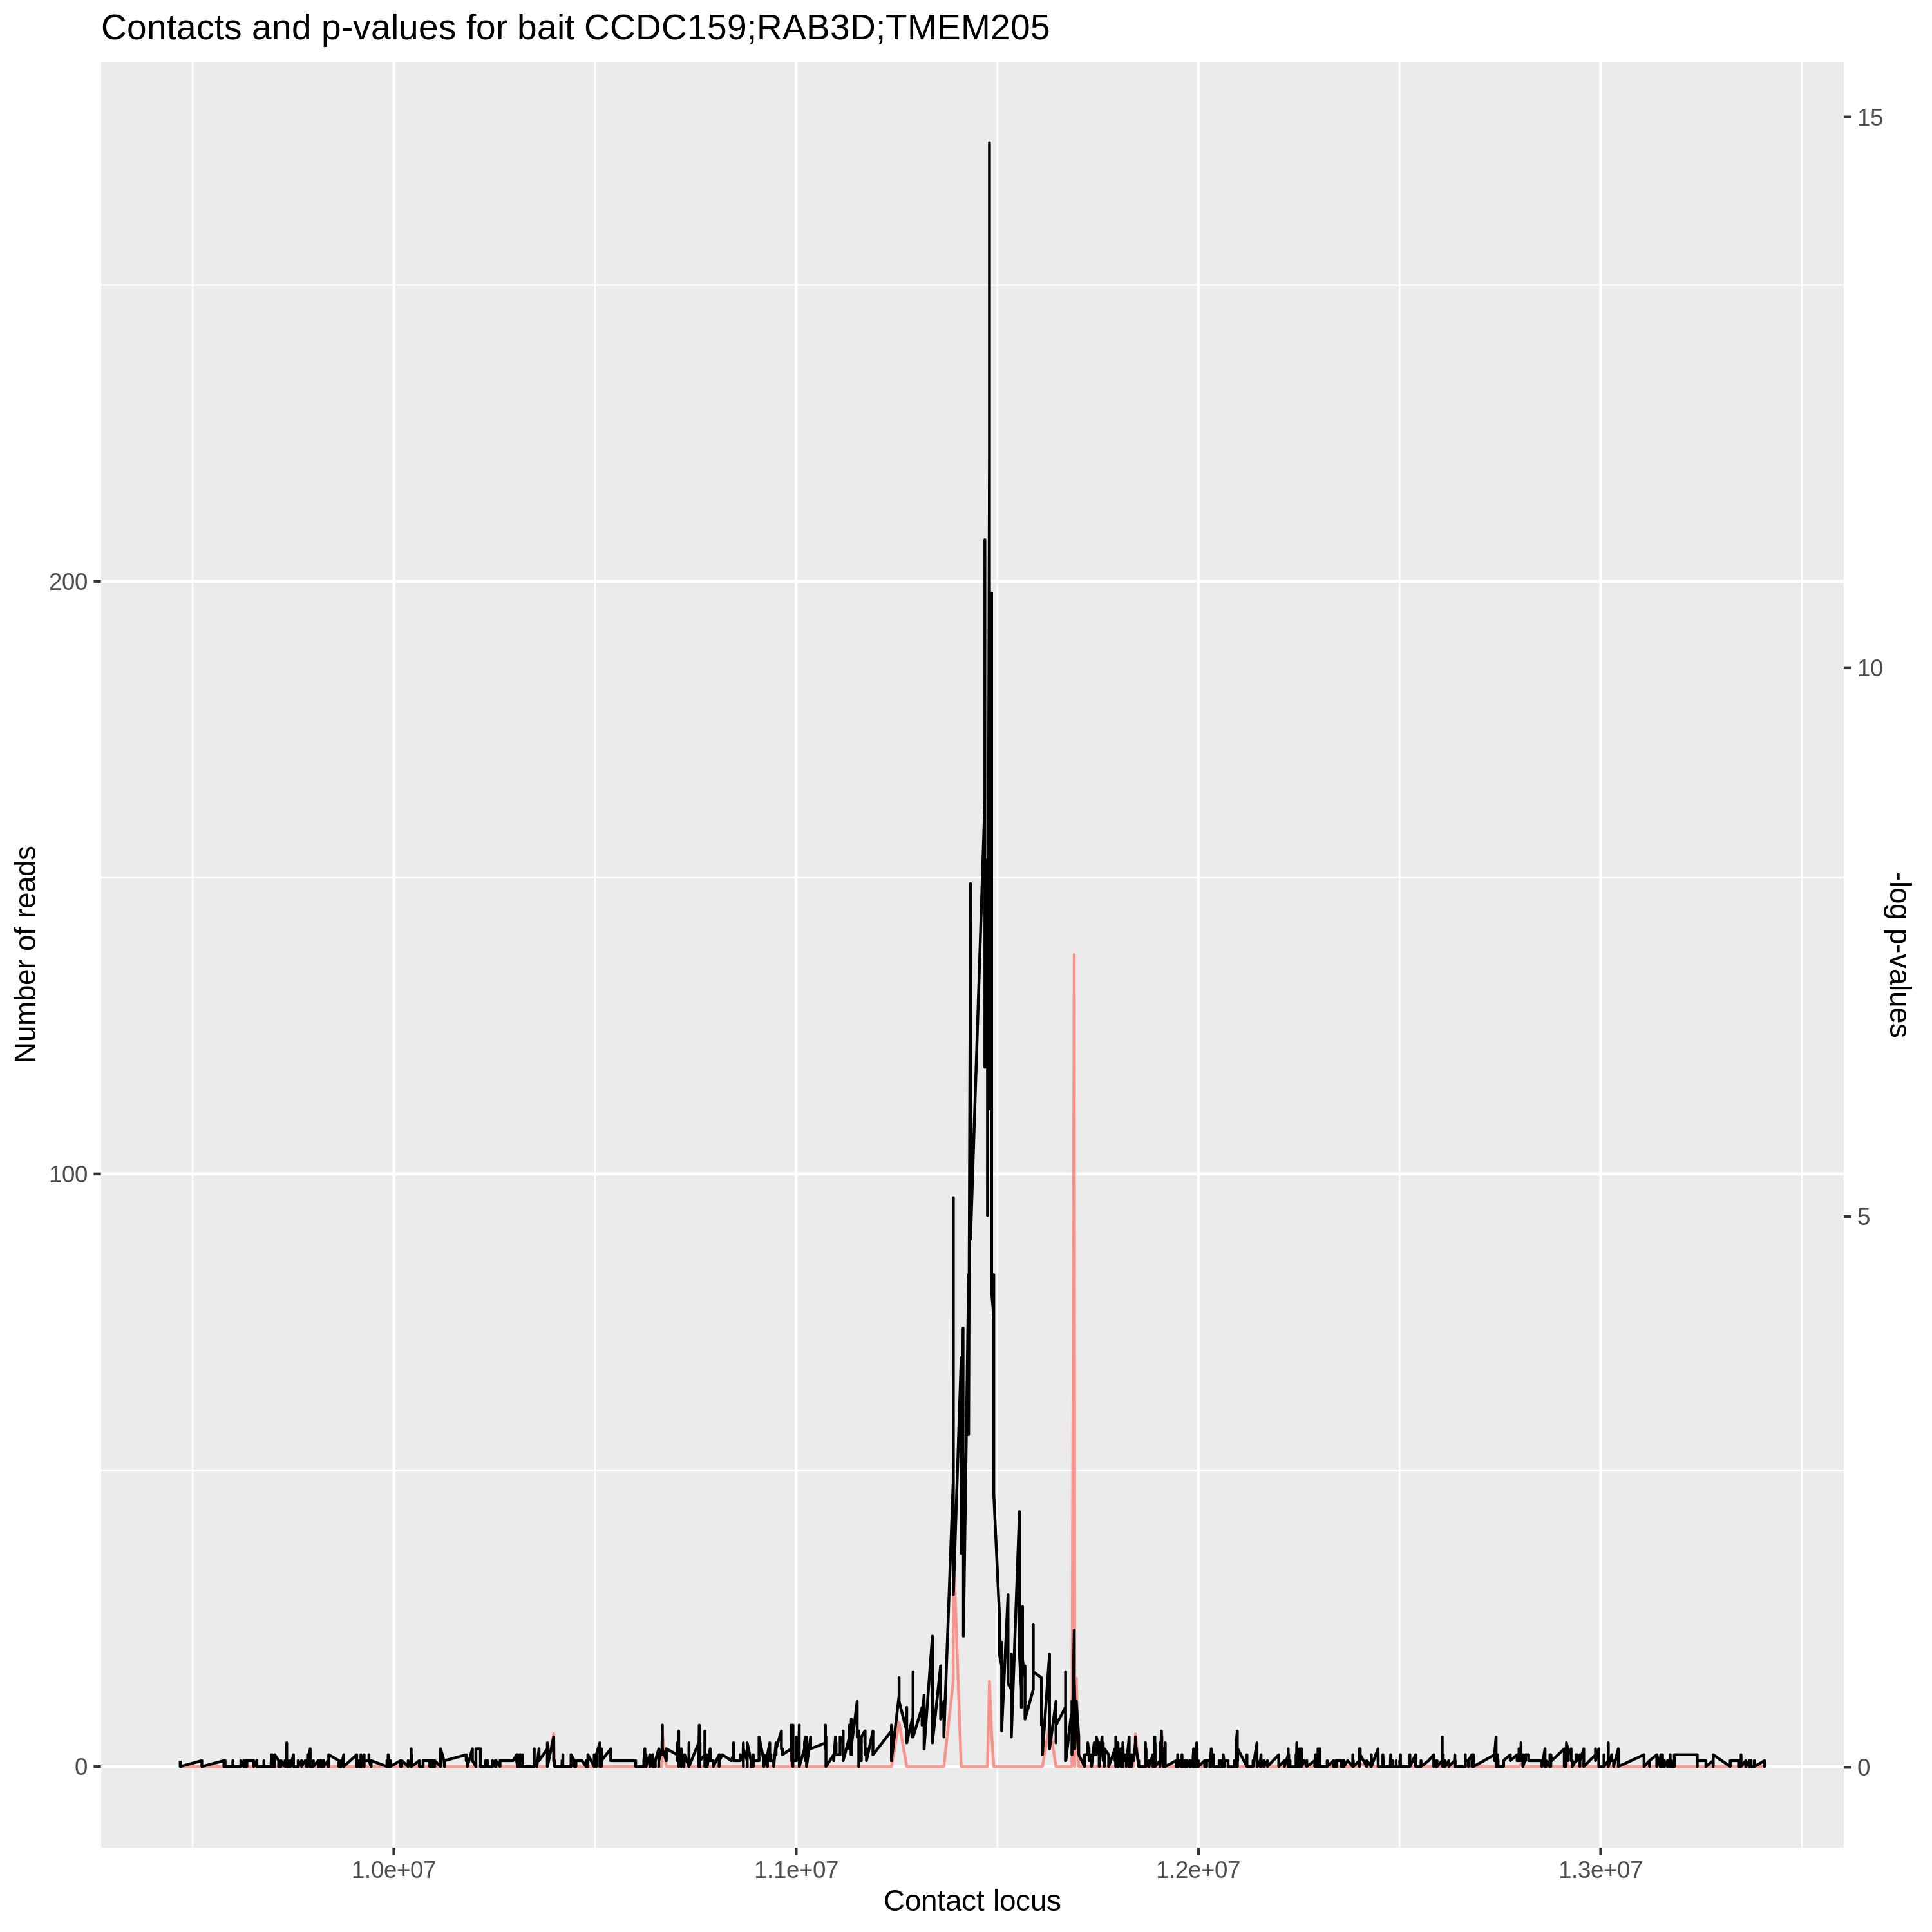 Contacts and p-values for bait CCDC159;RAB3D;TMEM205
15
200
10
Number of reads
-log p-values
100
5
0
0
1.0e+07
1.1e+07
1.2e+07
1.3e+07
Contact locus